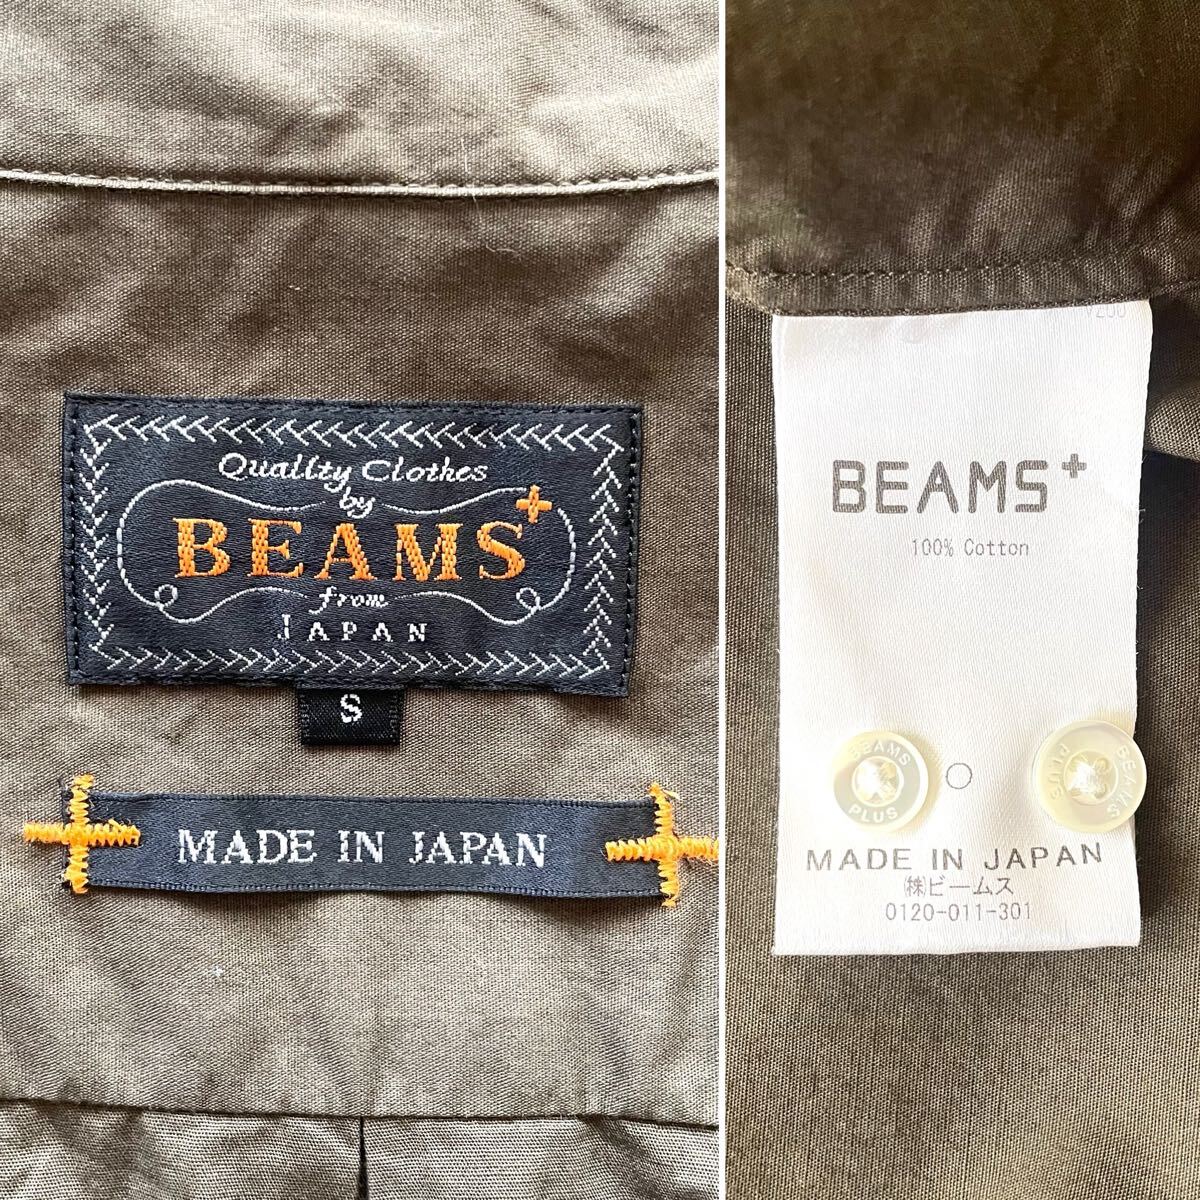 Quality Clothes
by
BEAMS+
from
JAPAN
S
MADE IN JAPAN
BEAMS+
100% Cotton
BEAMS
PLUS
BEAMS
PLUS
MADE IN JAPAN
㈱ビームス
0120-011-301